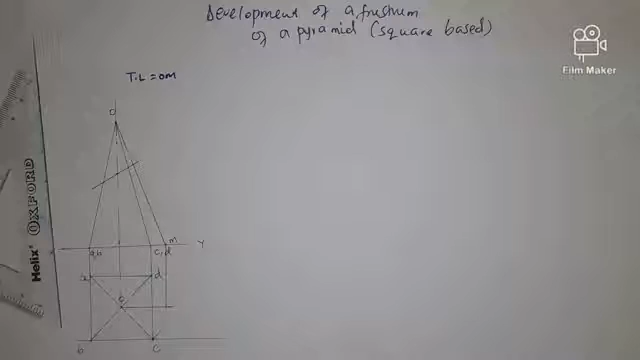 Development of a frustum
of a pyramid (square based)
Film Maker
T.L = om
o
m
a,b
c,d
Y
a
d
o
b
c
Helix OXFORD